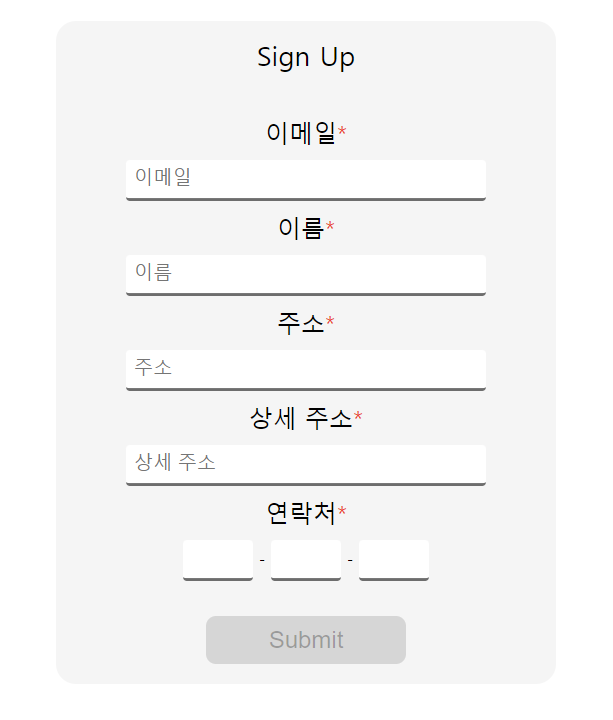 Sign Up
이메일*
이메일
이름*
이름
주소*
주소
상세 주소*
상세 주소
연락처*
- -
Submit